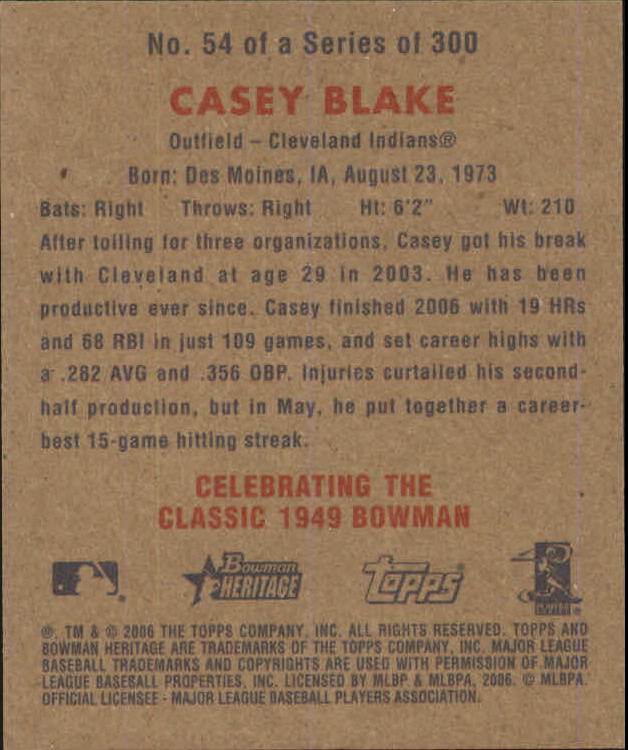 No. 54 of a Series of 300
CASEY BLAKE
Outfield – Cleveland Indians®
Born: Des Moines, IA, August 23, 1973
Bats: Right Throws: Right Ht: 6'2" Wt: 210
After toiling for three organizations, Casey got his break
with Cleveland at age 29 in 2003. He has been
productive ever since. Casey finished 2006 with 19 HRs
and 68 RBI in just 109 games, and set career highs with
a .282 AVG and .356 OBP. Injuries curtailed his second-
half production, but in May, he put together a career-
best 15-game hitting streak.
CELEBRATING THE
CLASSIC 1949 BOWMAN
Bowman
HERITAGE
TOPPS
PLAYERS
®, TM & © 2006 THE TOPPS COMPANY, INC. ALL RIGHTS RESERVED. TOPPS AND
BOWMAN HERITAGE ARE TRADEMARKS OF THE TOPPS COMPANY, INC. MAJOR LEAGUE
BASEBALL TRADEMARKS AND COPYRIGHTS ARE USED WITH PERMISSION OF MAJOR
LEAGUE BASEBALL PROPERTIES, INC. LICENSED BY MLBP & MLBPA, 2006. © MLBPA.
OFFICIAL LICENSEE - MAJOR LEAGUE BASEBALL PLAYERS ASSOCIATION.